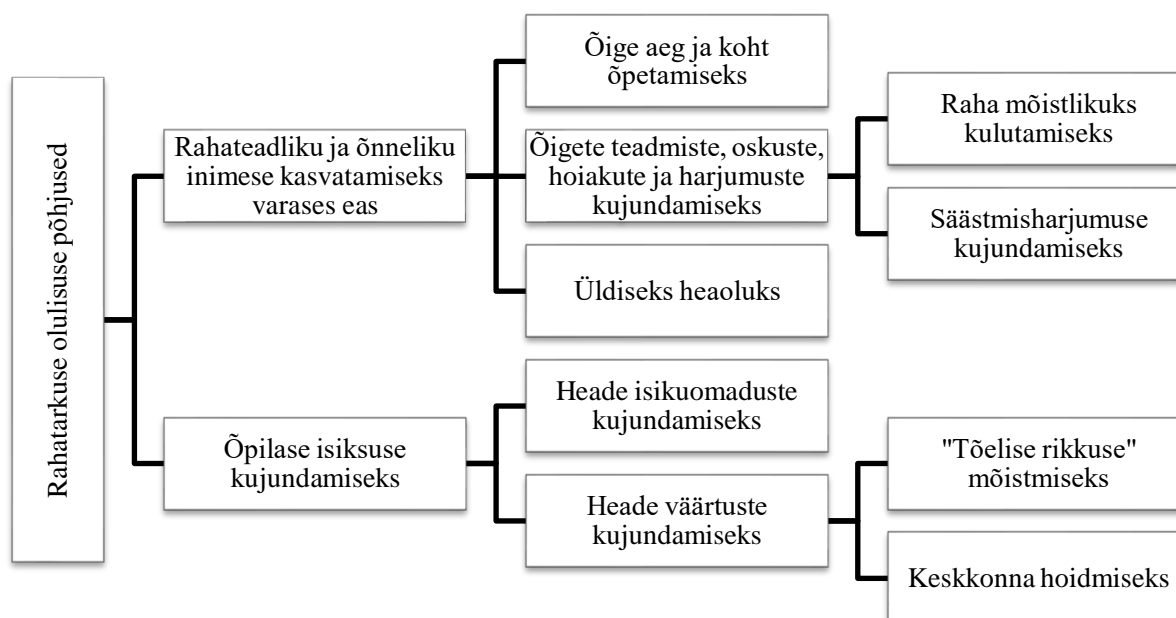 Rahatarkuse olulisuse põhjused
Rahateadliku ja õnneliku
inimese kasvatamiseks
varases eas
Õige aeg ja koht
õpetamiseks
Õigete teadmiste, oskuste,
hoiakute ja harjumuste
kujundamiseks
Raha mõistlikuks
kulutamiseks
Säästmisharjumuse
kujundamiseks
Üldiseks heaoluks
Õpilase isiksuse
kujundamiseks
Heade isikuomaduste
kujundamiseks
Heade väärtuste
kujundamiseks
"Tõelise rikkuse"
mõistmiseks
Keskkonna hoidmiseks